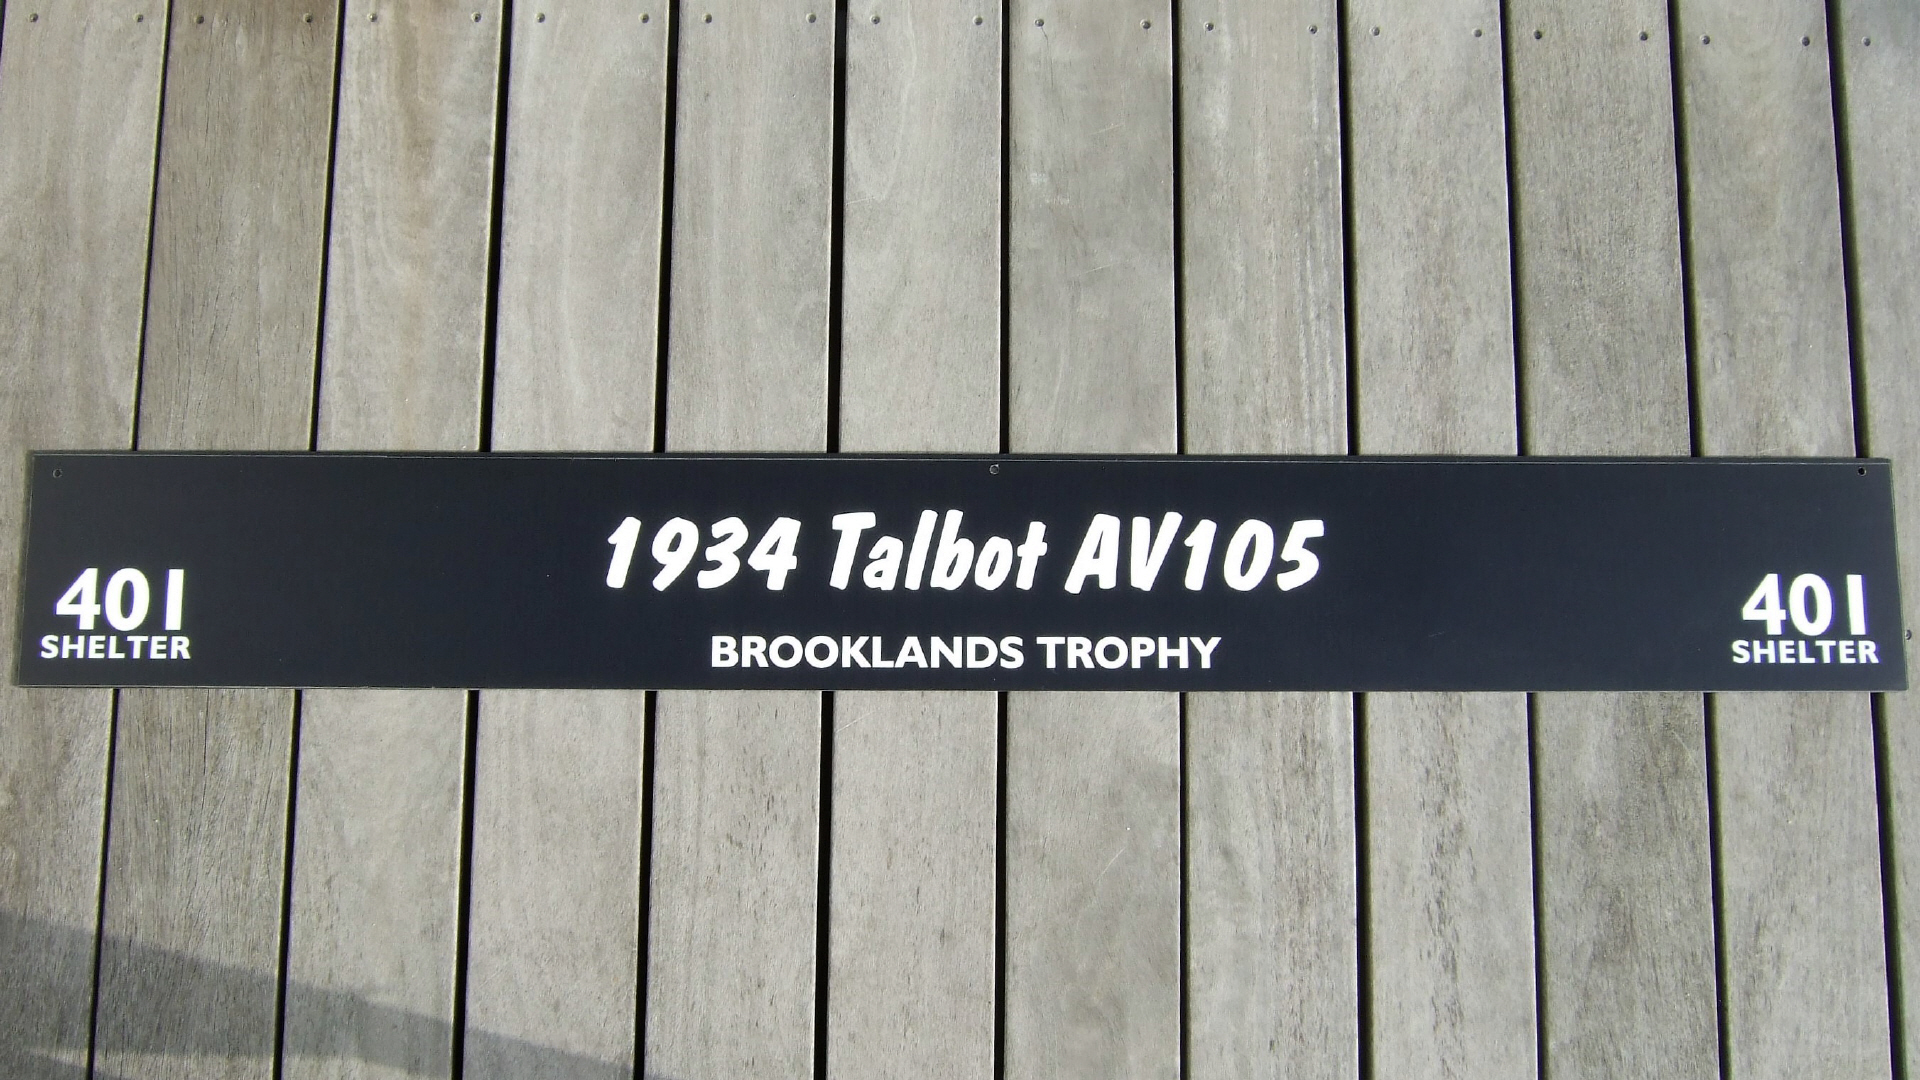 1934 Talbot AV105
BROOKLANDS TROPHY
401
SHELTER
401
SHELTER